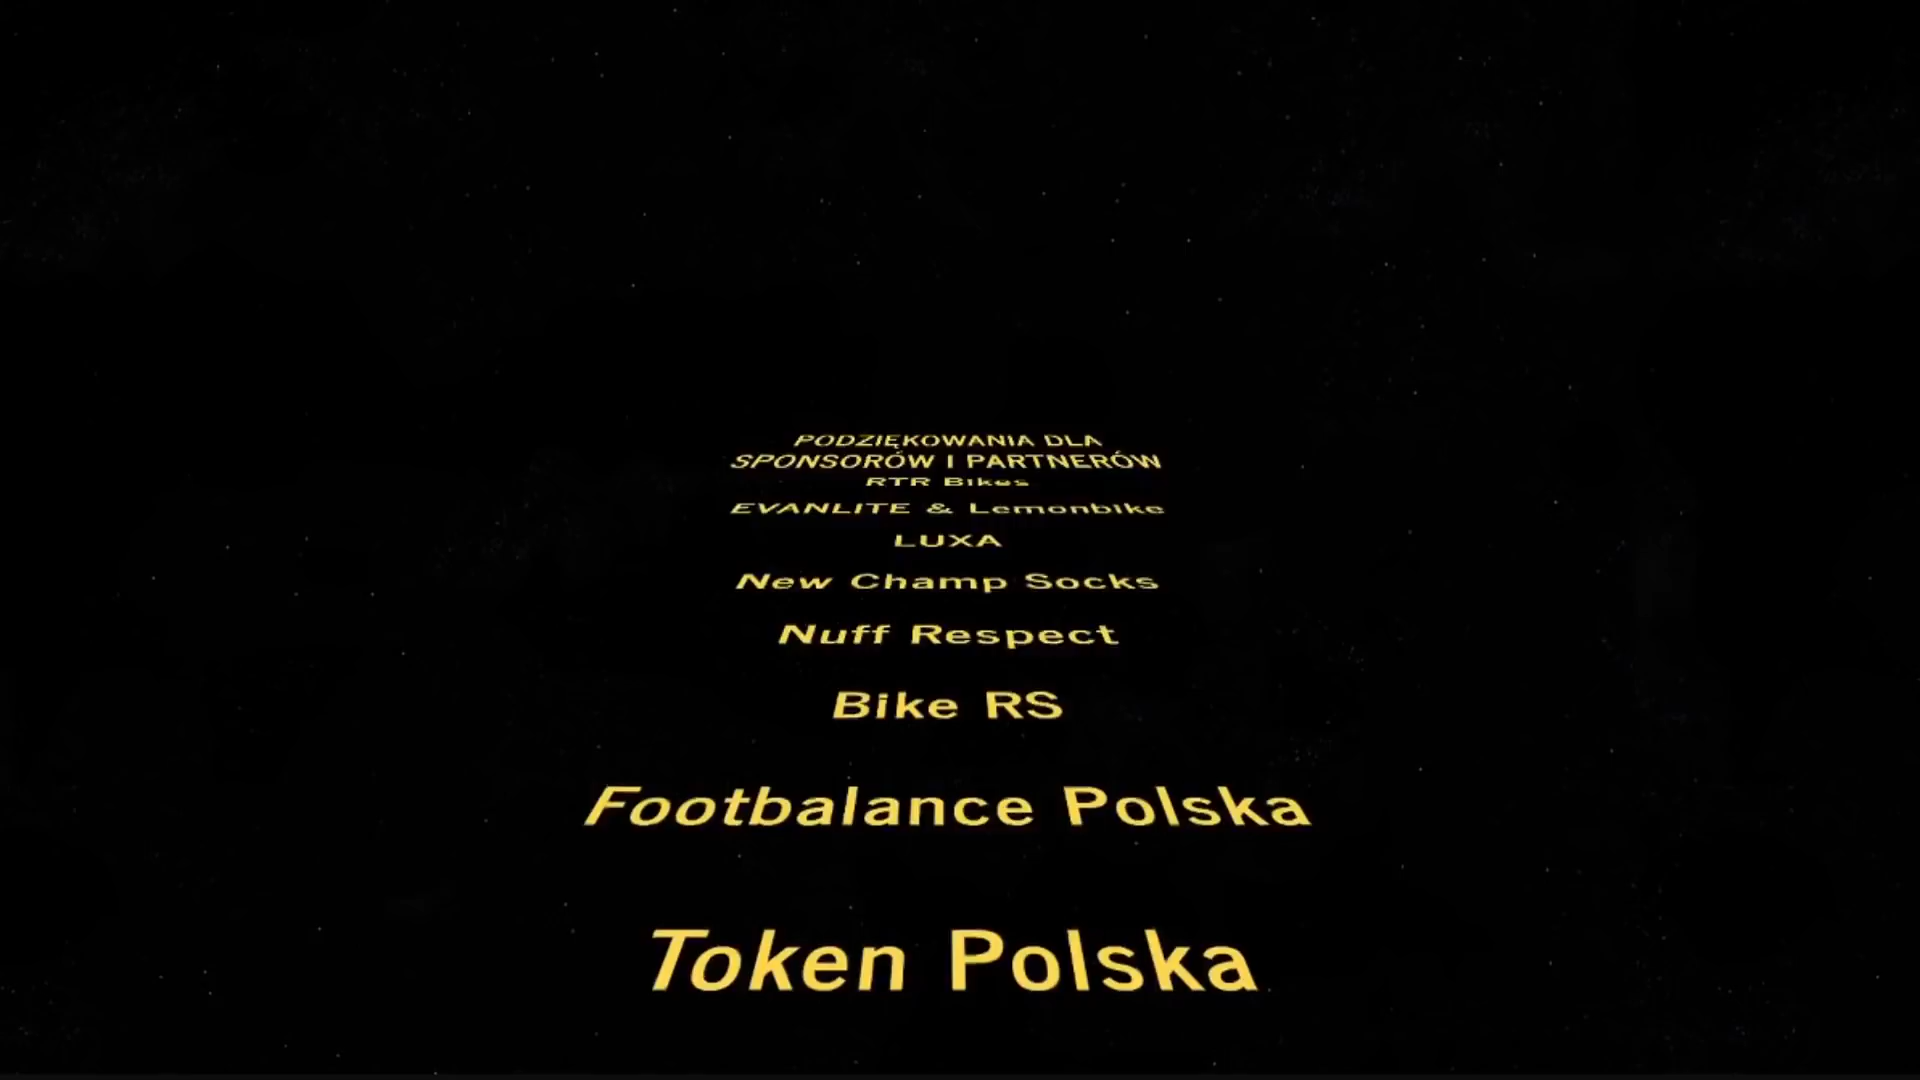 PODZIĘKOWANIA DLA
SPONSORÓW I PARTNERÓW
RTR Bikes
EVANLITE & Lemonbike
LUXA
New Champ Socks
Nuff Respect
Bike RS
Footbalance Polska
Token Polska